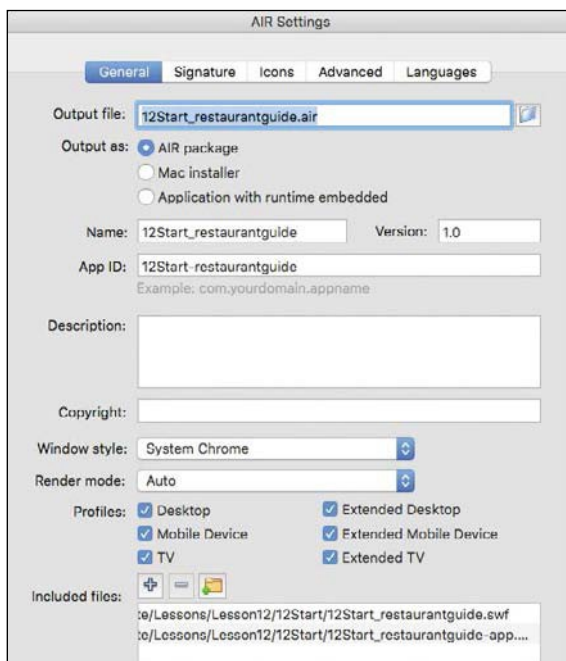 AIR Settings
General Signature Icons Advanced Languages
Output file: 12Start_restaurantguide.air
Output as: AIR package
Mac installer
Application with runtime embedded
Name: 12Start_restaurantguide Version: 1.0
App ID: 12Start-restaurantguide
Example: com.yourdomain.appname
Description:
Copyright:
Window style: System Chrome
Render mode: Auto
Profiles: Desktop Extended Desktop
Mobile Device Extended Mobile Device
TV Extended TV
Included files:
:e/Lessons/Lesson12/12Start/12Start_restaurantguide.swf
:e/Lessons/Lesson12/12Start/12Start_restaurantguide-app....